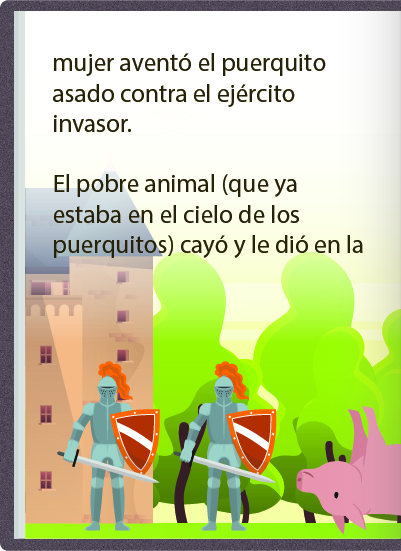 mujer aventó el puerquito
asado contra el ejército
invasor.
El pobre animal (que ya
estaba en el cielo de los
puerquitos) cayó y le dió en la